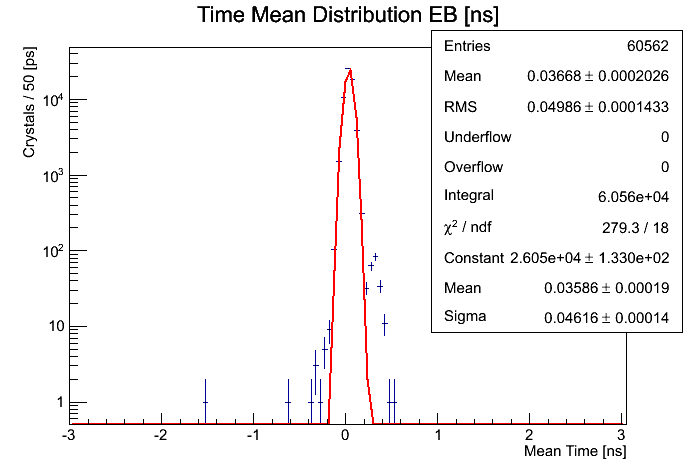 Time Mean Distribution EB [ns]
Crystals / 50 [ps]
Entries 60562
Mean 0.03668 ± 0.0002026
RMS 0.04986 ± 0.0001433
Underflow 0
Overflow 0
Integral 6.056e+04
χ² / ndf 279.3 / 18
Constant 2.605e+04 ± 1.330e+02
Mean 0.03586 ± 0.00019
Sigma 0.04616 ± 0.00014
10⁴
10³
10²
10
1
-3 -2 -1 0 1 2 3
Mean Time [ns]